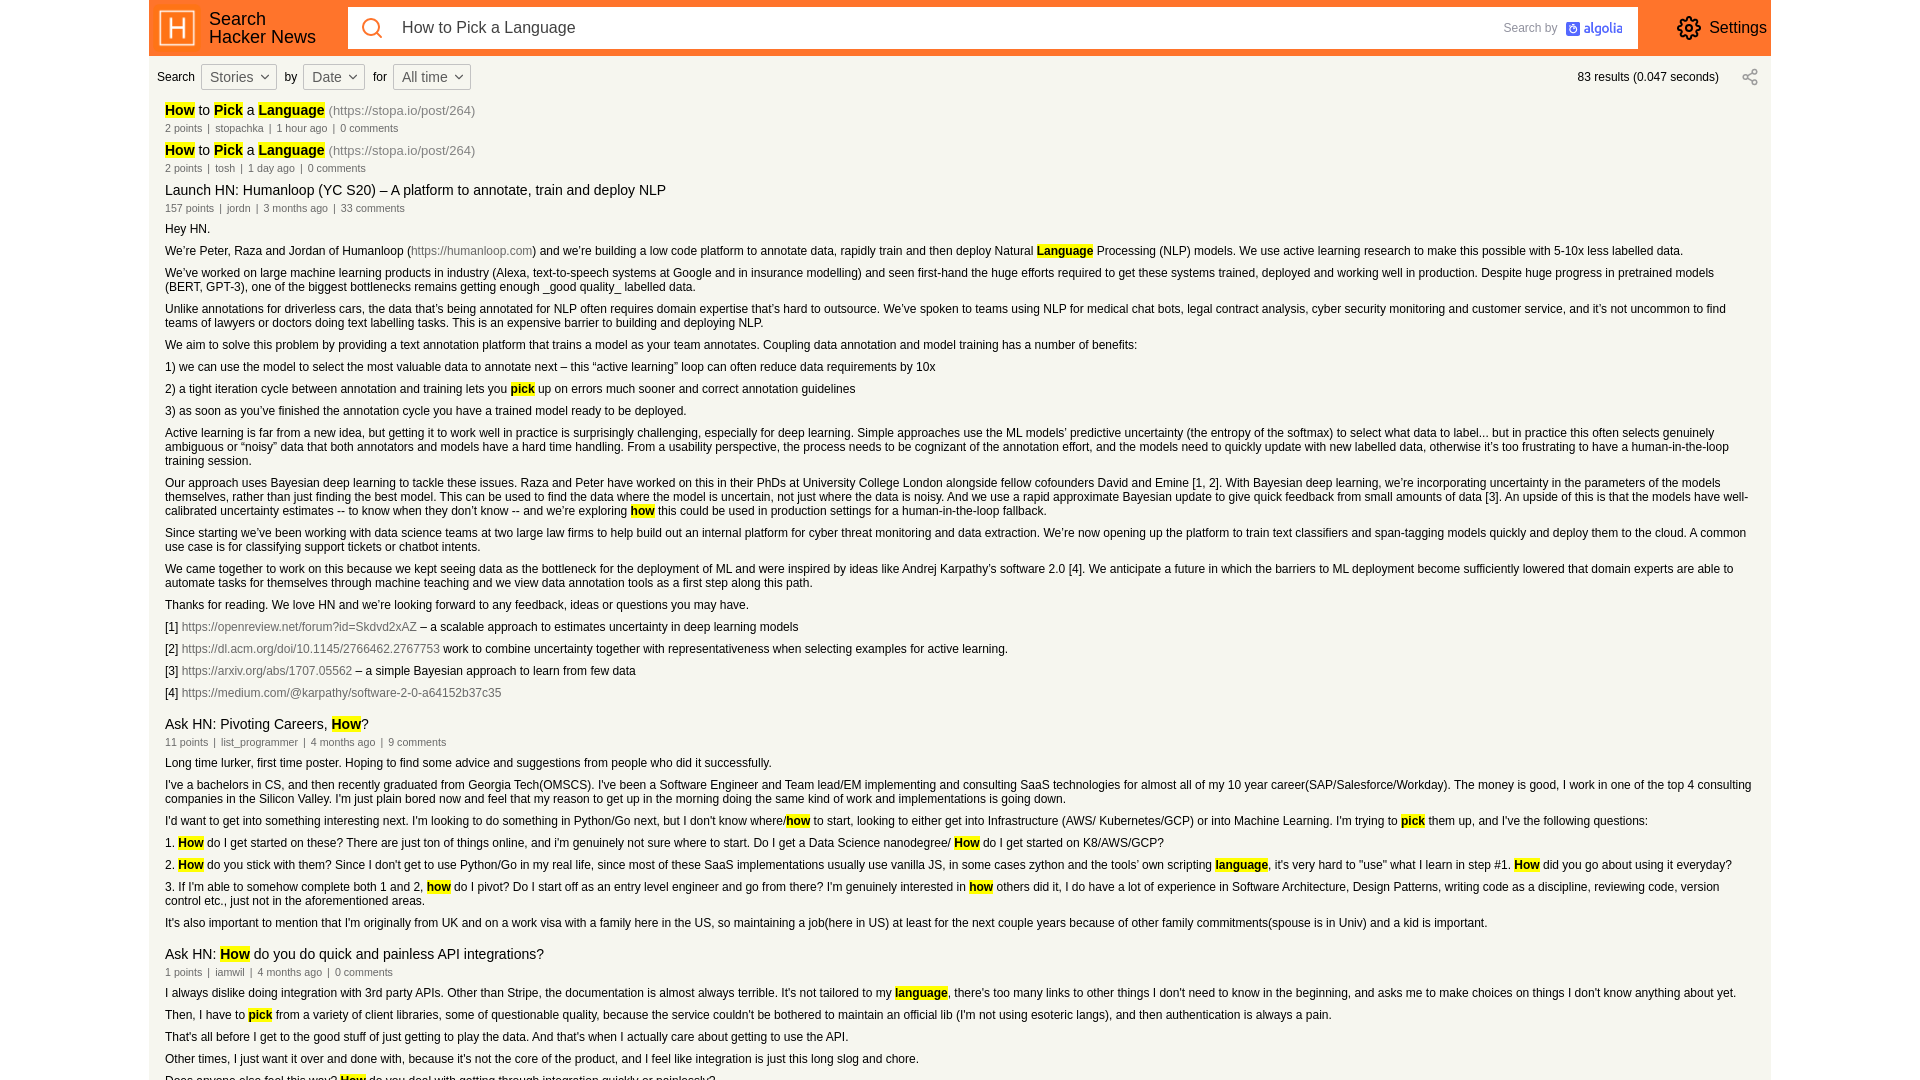 Search
Hacker News
How to Pick a Language
Search by algolia
Settings
Search Stories by Date for All time
83 results (0.047 seconds)
How to Pick a Language (https://stopa.io/post/264)
2 points | stopachka | 1 hour ago | 0 comments
How to Pick a Language (https://stopa.io/post/264)
2 points | tosh | 1 day ago | 0 comments
Launch HN: Humanloop (YC S20) – A platform to annotate, train and deploy NLP
157 points | jordn | 3 months ago | 33 comments
Hey HN.
We’re Peter, Raza and Jordan of Humanloop (https://humanloop.com) and we’re building a low code platform to annotate data, rapidly train and then deploy Natural Language Processing (NLP) models. We use active learning research to make this possible with 5-10x less labelled data.
We’ve worked on large machine learning products in industry (Alexa, text-to-speech systems at Google and in insurance modelling) and seen first-hand the huge efforts required to get these systems trained, deployed and working well in production. Despite huge progress in pretrained models
(BERT, GPT-3), one of the biggest bottlenecks remains getting enough _good quality_ labelled data.
Unlike annotations for driverless cars, the data that’s being annotated for NLP often requires domain expertise that’s hard to outsource. We’ve spoken to teams using NLP for medical chat bots, legal contract analysis, cyber security monitoring and customer service, and it’s not uncommon to find
teams of lawyers or doctors doing text labelling tasks. This is an expensive barrier to building and deploying NLP.
We aim to solve this problem by providing a text annotation platform that trains a model as your team annotates. Coupling data annotation and model training has a number of benefits:
1) we can use the model to select the most valuable data to annotate next – this “active learning” loop can often reduce data requirements by 10x
2) a tight iteration cycle between annotation and training lets you pick up on errors much sooner and correct annotation guidelines
3) as soon as you’ve finished the annotation cycle you have a trained model ready to be deployed.
Active learning is far from a new idea, but getting it to work well in practice is surprisingly challenging, especially for deep learning. Simple approaches use the ML models’ predictive uncertainty (the entropy of the softmax) to select what data to label... but in practice this often selects genuinely
ambiguous or “noisy” data that both annotators and models have a hard time handling. From a usability perspective, the process needs to be cognizant of the annotation effort, and the models need to quickly update with new labelled data, otherwise it’s too frustrating to have a human-in-the-loop
training session.
Our approach uses Bayesian deep learning to tackle these issues. Raza and Peter have worked on this in their PhDs at University College London alongside fellow cofounders David and Emine [1, 2]. With Bayesian deep learning, we’re incorporating uncertainty in the parameters of the models
themselves, rather than just finding the best model. This can be used to find the data where the model is uncertain, not just where the data is noisy. And we use a rapid approximate Bayesian update to give quick feedback from small amounts of data [3]. An upside of this is that the models have well-
calibrated uncertainty estimates -- to know when they don’t know -- and we’re exploring how this could be used in production settings for a human-in-the-loop fallback.
Since starting we’ve been working with data science teams at two large law firms to help build out an internal platform for cyber threat monitoring and data extraction. We’re now opening up the platform to train text classifiers and span-tagging models quickly and deploy them to the cloud. A common
use case is for classifying support tickets or chatbot intents.
We came together to work on this because we kept seeing data as the bottleneck for the deployment of ML and were inspired by ideas like Andrej Karpathy’s software 2.0 [4]. We anticipate a future in which the barriers to ML deployment become sufficiently lowered that domain experts are able to
automate tasks for themselves through machine teaching and we view data annotation tools as a first step along this path.
Thanks for reading. We love HN and we’re looking forward to any feedback, ideas or questions you may have.
[1] https://openreview.net/forum?id=Skdvd2xAZ – a scalable approach to estimates uncertainty in deep learning models
[2] https://dl.acm.org/doi/10.1145/2766462.2767753 work to combine uncertainty together with representativeness when selecting examples for active learning.
[3] https://arxiv.org/abs/1707.05562 – a simple Bayesian approach to learn from few data
[4] https://medium.com/@karpathy/software-2-0-a64152b37c35
Ask HN: Pivoting Careers, How?
11 points | list_programmer | 4 months ago | 9 comments
Long time lurker, first time poster. Hoping to find some advice and suggestions from people who did it successfully.
I've a bachelors in CS, and then recently graduated from Georgia Tech(OMSCS). I've been a Software Engineer and Team lead/EM implementing and consulting SaaS technologies for almost all of my 10 year career(SAP/Salesforce/Workday). The money is good, I work in one of the top 4 consulting
companies in the Silicon Valley. I'm just plain bored now and feel that my reason to get up in the morning doing the same kind of work and implementations is going down.
I'd want to get into something interesting next. I'm looking to do something in Python/Go next, but I don't know where/how to start, looking to either get into Infrastructure (AWS/ Kubernetes/GCP) or into Machine Learning. I'm trying to pick them up, and I've the following questions:
1. How do I get started on these? There are just ton of things online, and i'm genuinely not sure where to start. Do I get a Data Science nanodegree/ How do I get started on K8/AWS/GCP?
2. How do you stick with them? Since I don't get to use Python/Go in my real life, since most of these SaaS implementations usually use vanilla JS, in some cases zython and the tools’ own scripting language, it's very hard to "use" what I learn in step #1. How did you go about using it everyday?
3. If I'm able to somehow complete both 1 and 2, how do I pivot? Do I start off as an entry level engineer and go from there? I'm genuinely interested in how others did it, I do have a lot of experience in Software Architecture, Design Patterns, writing code as a discipline, reviewing code, version
control etc., just not in the aforementioned areas.
It's also important to mention that I'm originally from UK and on a work visa with a family here in the US, so maintaining a job(here in US) at least for the next couple years because of other family commitments(spouse is in Univ) and a kid is important.
Ask HN: How do you do quick and painless API integrations?
1 points | iamwil | 4 months ago | 0 comments
I always dislike doing integration with 3rd party APIs. Other than Stripe, the documentation is almost always terrible. It's not tailored to my language, there's too many links to other things I don't need to know in the beginning, and asks me to make choices on things I don't know anything about yet.
Then, I have to pick from a variety of client libraries, some of questionable quality, because the service couldn't be bothered to maintain an official lib (I'm not using esoteric langs), and then authentication is always a pain.
That's all before I get to the good stuff of just getting to play the data. And that's when I actually care about getting to use the API.
Other times, I just want it over and done with, because it's not the core of the product, and I feel like integration is just this long slog and chore.
Does anyone else feel this way? How do you deal with getting through integration quickly or painlessly?